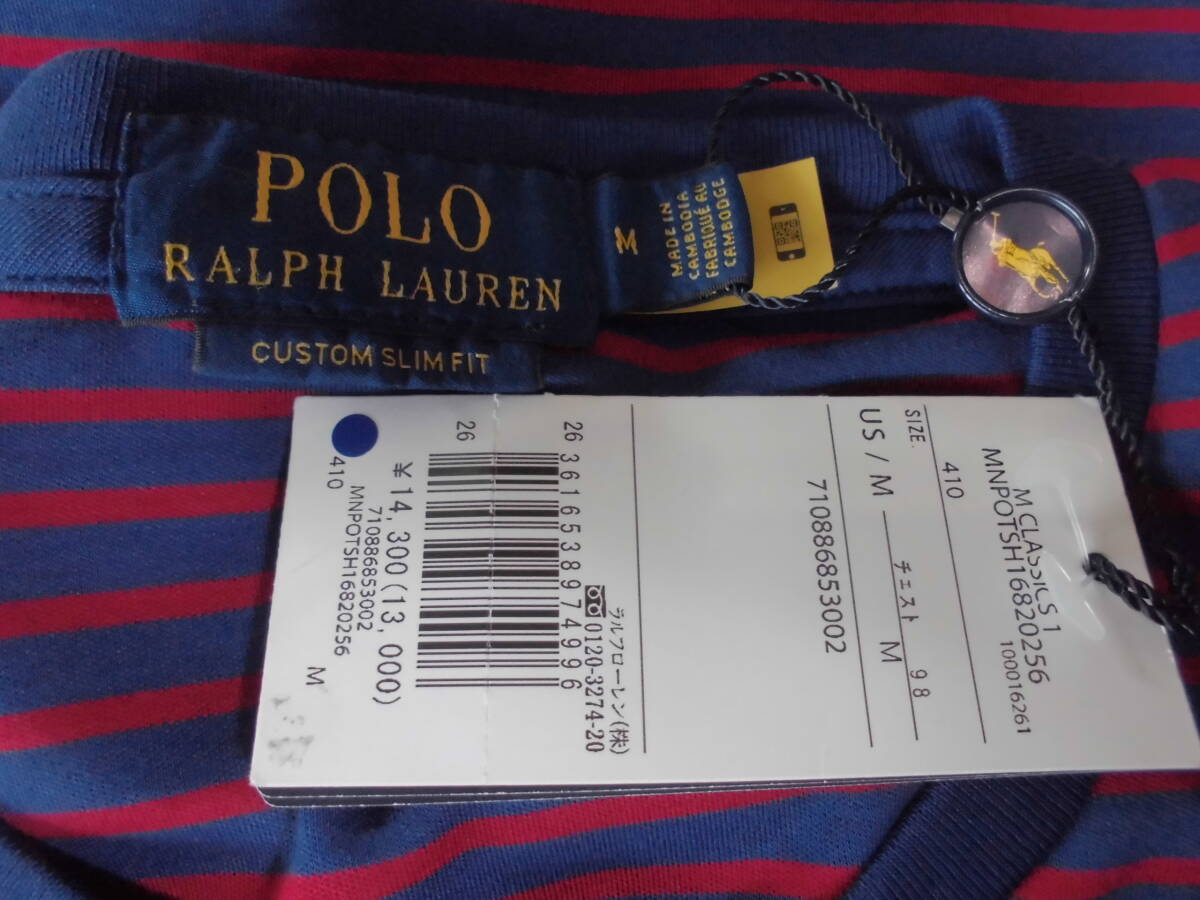 POLO
RALPH LAUREN
CUSTOM SLIM FIT
M
MADE IN
CAMBODIA
FABRIQUÉ AU
CAMBODGE
M CLASSICS 1
MNPOTSH16820256
100016261
410
SIZE.
チェスト 98
US / M M
710886853002
ラルフローレン(株)
0120-3274-20
26 3616538974996
26
¥14,300(13,000)
710886853002
MNPOTSH16820256
410
M